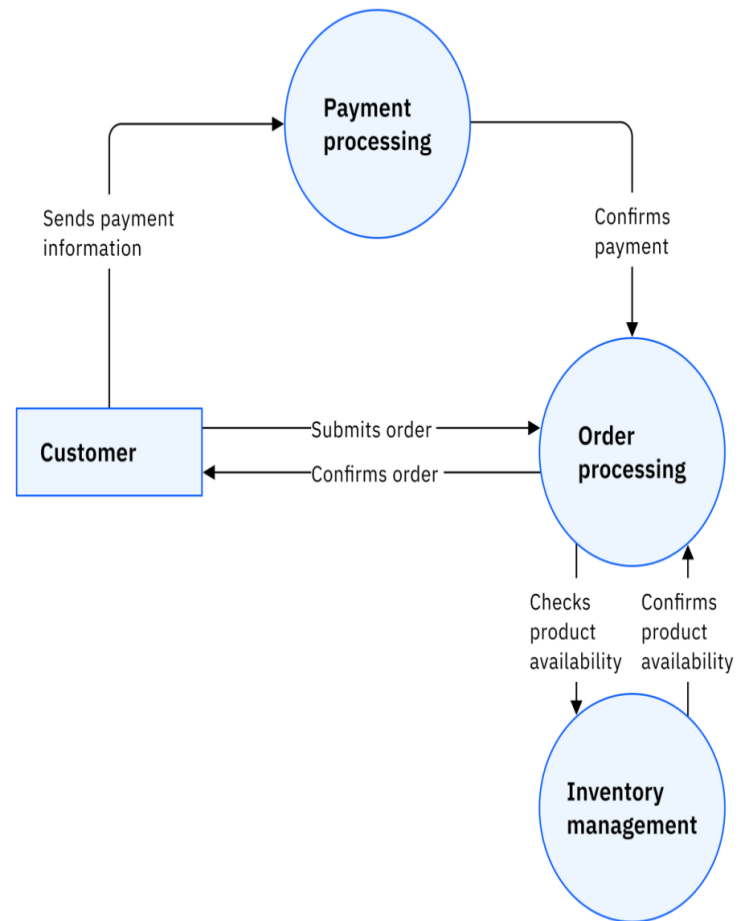 Payment
processing
Sends payment
information
Confirms
payment
Customer
Submits order
Confirms order
Order
processing
Checks
product
availability
Confirms
product
availability
Inventory
management